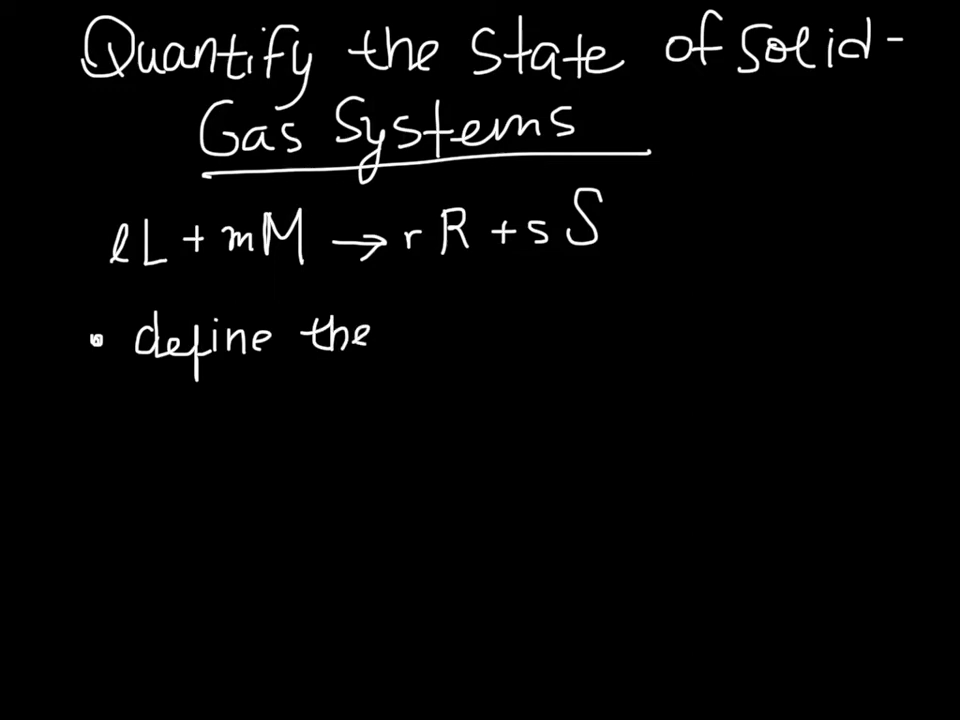 Quantify the State of Solid-
Gas Systems
lL + mM → rR + sS
• define the